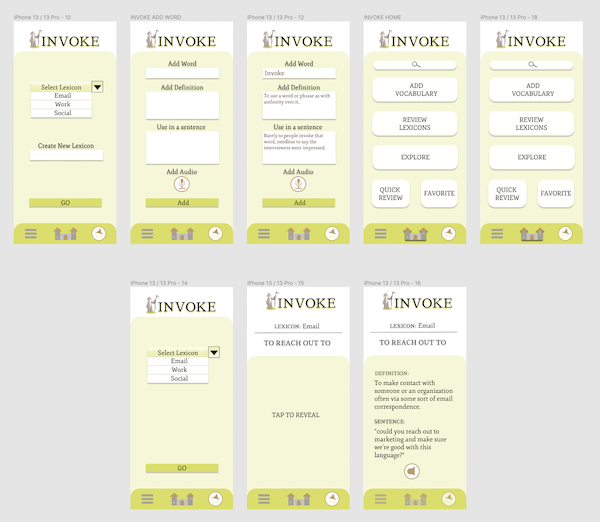 iPhone 13 / 13 Pro - 10
INVOKE
Select Lexicon
Email
Work
Social
Create New Lexicon
GO
INVOKE ADD WORD
INVOKE
Add Word
Add Definition
Use in a sentence
Add Audio
Add
iPhone 13 / 13 Pro - 12
INVOKE
Add Word
Invoke
Add Definition
To use a word or phrase as with
authority over it.
Use in a sentence
Rarely to people invoke that
word, needless to say the
interviewers were impressed.
Add Audio
Add
INVOKE HOME
INVOKE
ADD
VOCABULARY
REVIEW
LEXICONS
EXPLORE
QUICK
REVIEW
FAVORITE
iPhone 13 / 13 Pro - 18
INVOKE
ADD
VOCABULARY
REVIEW
LEXICONS
EXPLORE
QUICK
REVIEW
FAVORITE
iPhone 13 / 13 Pro - 14
INVOKE
Select Lexicon
Email
Work
Social
GO
iPhone 13 / 13 Pro - 15
INVOKE
LEXICON: Email
TO REACH OUT TO
TAP TO REVEAL
iPhone 13 / 13 Pro - 16
INVOKE
LEXICON: Email
TO REACH OUT TO
DEFINITION:
To make contact with
someone or an organization
often via some sort of email
correspondence.
SENTENCE:
"could you reach out to
marketing and make sure
we're good with this
language?"